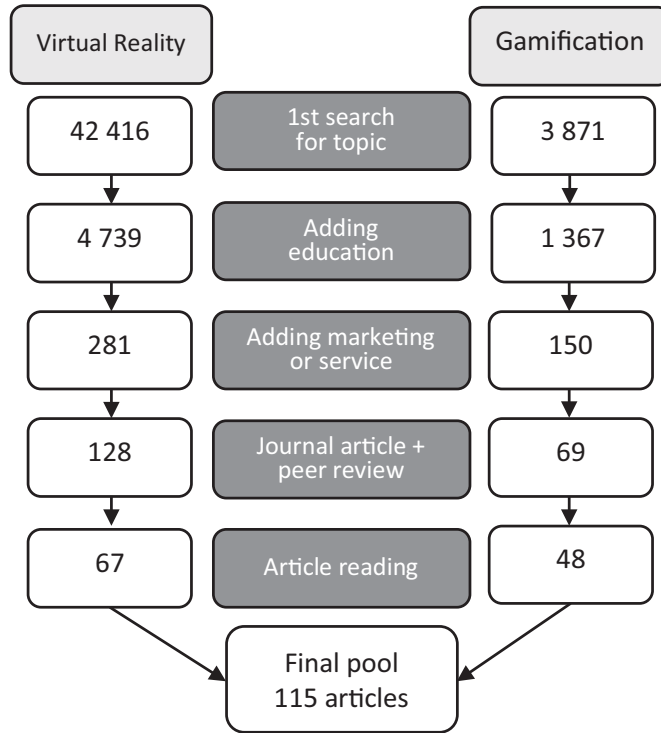 Virtual Reality
Gamification
42 416
1st search
for topic
3 871
4 739
Adding
education
1 367
281
Adding marketing
or service
150
128
Journal article +
peer review
69
67
Article reading
48
Final pool
115 articles